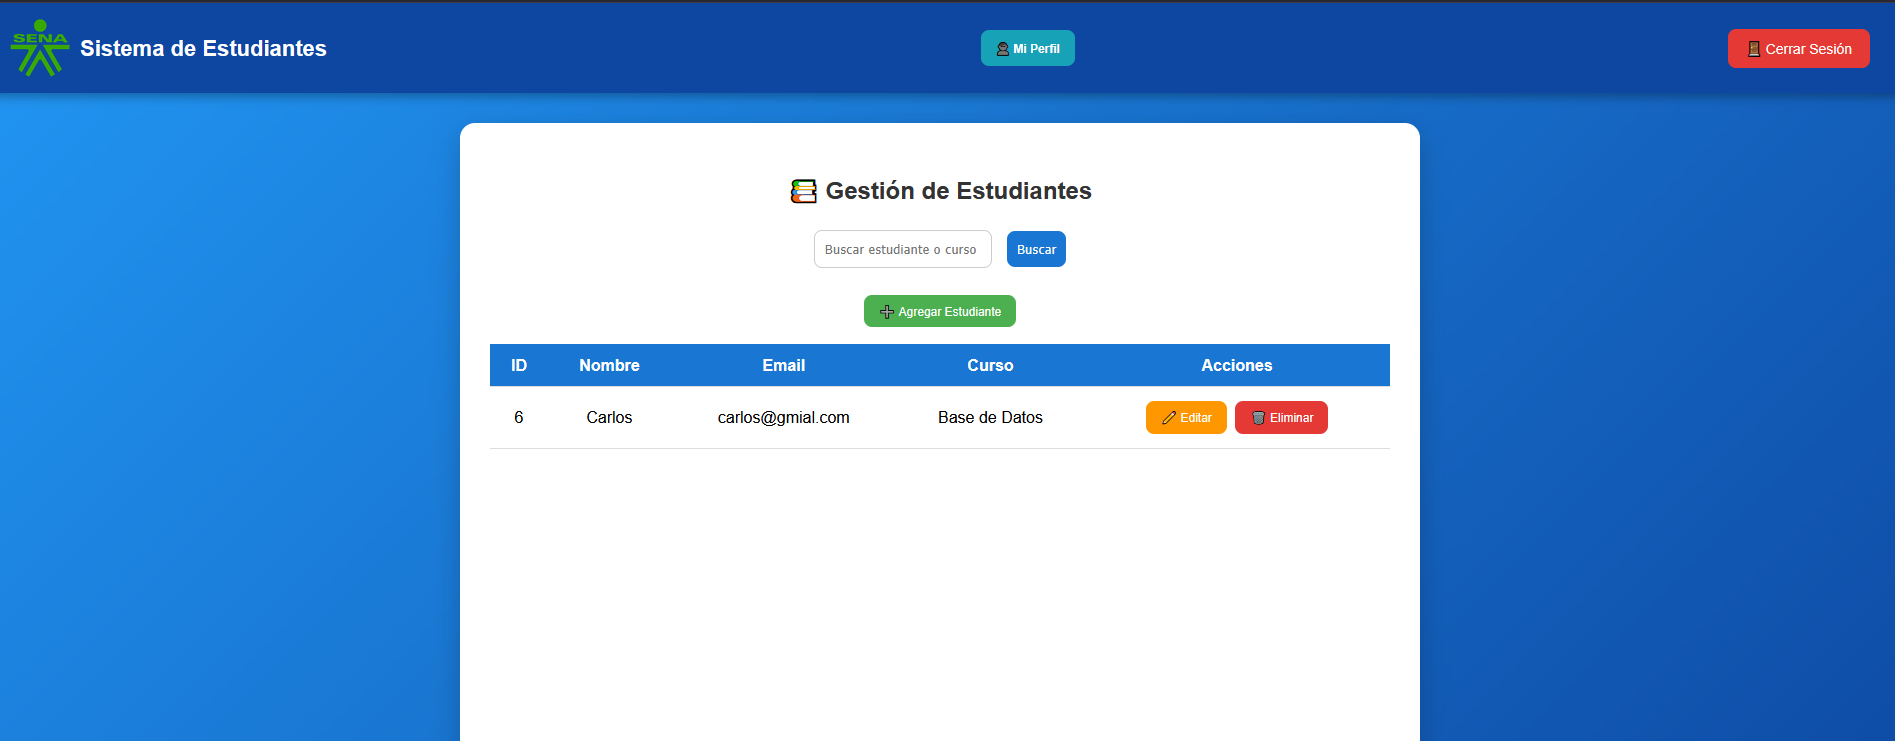 SENA
Sistema de Estudiantes
Mi Perfil
Cerrar Sesión
Gestión de Estudiantes
Buscar estudiante o curso
Buscar
Agregar Estudiante
ID Nombre Email Curso Acciones
6 Carlos carlos@gmial.com Base de Datos Editar Eliminar